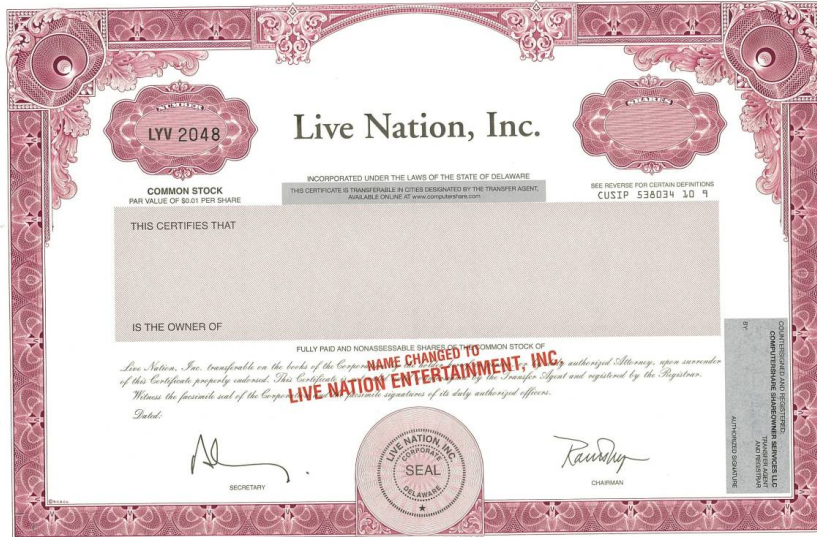 NUMBER
LYV 2048
SHARES
Live Nation, Inc.
INCORPORATED UNDER THE LAWS OF THE STATE OF DELAWARE
THIS CERTIFICATE IS TRANSFERABLE IN CITIES DESIGNATED BY THE TRANSFER AGENT,
AVAILABLE ONLINE AT www.computershare.com
COMMON STOCK
PAR VALUE OF $0.01 PER SHARE
SEE REVERSE FOR CERTAIN DEFINITIONS
CUSIP 538034 10 9
THIS CERTIFIES THAT
IS THE OWNER OF
FULLY PAID AND NONASSESSABLE SHARES OF THE COMMON STOCK OF
Live Nation, Inc. transferable on the books of the Corporation authorized Attorney, upon surrender
of this Certificate properly endorsed. This Certificate by the Transfer Agent and registered by the Registrar.
Witness the facsimile seal of the Corporation facsimile signatures of its duly authorized officers.
NAME CHANGED TO
LIVE NATION ENTERTAINMENT, INC.
Dated:
SECRETARY
LIVE NATION, INC.
CORPORATE
SEAL
DELAWARE
CHAIRMAN
COUNTERSIGNED AND REGISTERED:
COMPUTERSHARE SHAREOWNER SERVICES LLC
TRANSFER AGENT
AND REGISTRAR
BY:
AUTHORIZED SIGNATURE